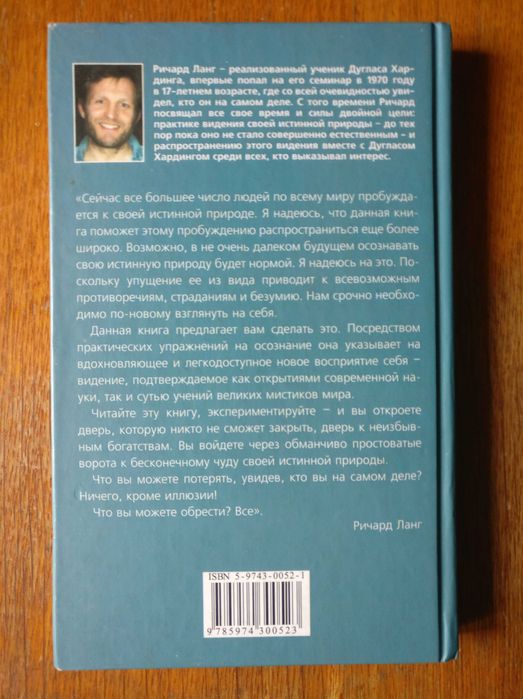 Ричард Ланг – реализованный ученик Дугласа Хар-
динга, впервые попал на его семинар в 1970 году
в 17-летнем возрасте, где со всей очевидностью уви-
дел, кто он на самом деле. С того времени Ричард
посвящал все свое время и силы двойной цели:
практике видения своей истинной природы – до тех
пор пока оно не стало совершенно естественным – и
распространению этого видения вместе с Дугласом
Хардингом среди всех, кто выказывал интерес.
«Сейчас все большее число людей по всему миру пробужда-
ется к своей истинной природе. Я надеюсь, что данная кни-
га поможет этому пробуждению распространиться еще более
широко. Возможно, в не очень далеком будущем осознавать
свою истинную природу будет нормой. Я надеюсь на это. По-
скольку упущение ее из вида приводит к всевозможным
противоречиям, страданиям и безумию. Нам срочно необхо-
димо по-новому взглянуть на себя.
Данная книга предлагает вам сделать это. Посредством
практических упражнений на осознание она указывает на
вдохновляющее и легкодоступное новое восприятие себя –
видение, подтверждаемое как открытиями современной нау-
ки, так и сутью учений великих мистиков мира.
Читайте эту книгу, экспериментируйте – и вы откроете
дверь, которую никто не сможет закрыть, дверь к неизбыв-
ным богатствам. Вы войдете через обманчиво простоватые
ворота к бесконечному чуду своей истинной природы.
Что вы можете потерять, увидев, кто вы на самом деле?
Ничего, кроме иллюзии!
Что вы можете обрести? Все».
Ричард Ланг
ISBN 5-9743-0052-1
9 785974 300523